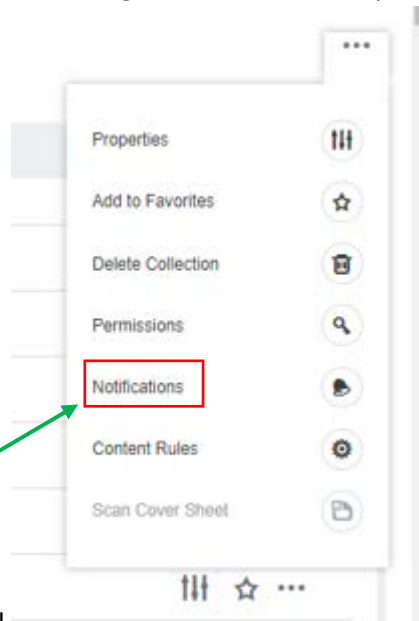 Properties
Add to Favorites
Delete Collection
Permissions
Notifications
Content Rules
Scan Cover Sheet